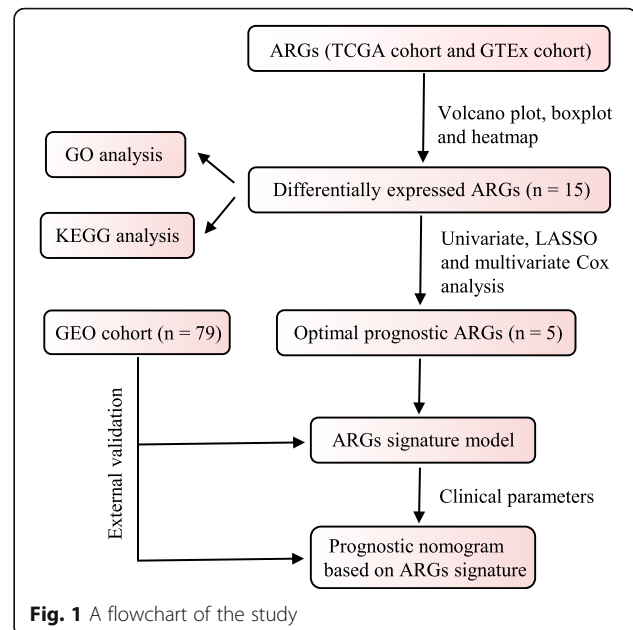 ARGs (TCGA cohort and GTEx cohort)
Volcano plot, boxplot
and heatmap
GO analysis
Differentially expressed ARGs (n = 15)
KEGG analysis
Univariate, LASSO
and multivariate Cox
analysis
GEO cohort (n = 79)
Optimal prognostic ARGs (n = 5)
External validation
ARGs signature model
Clinical parameters
Prognostic nomogram
based on ARGs signature
Fig. 1 A flowchart of the study